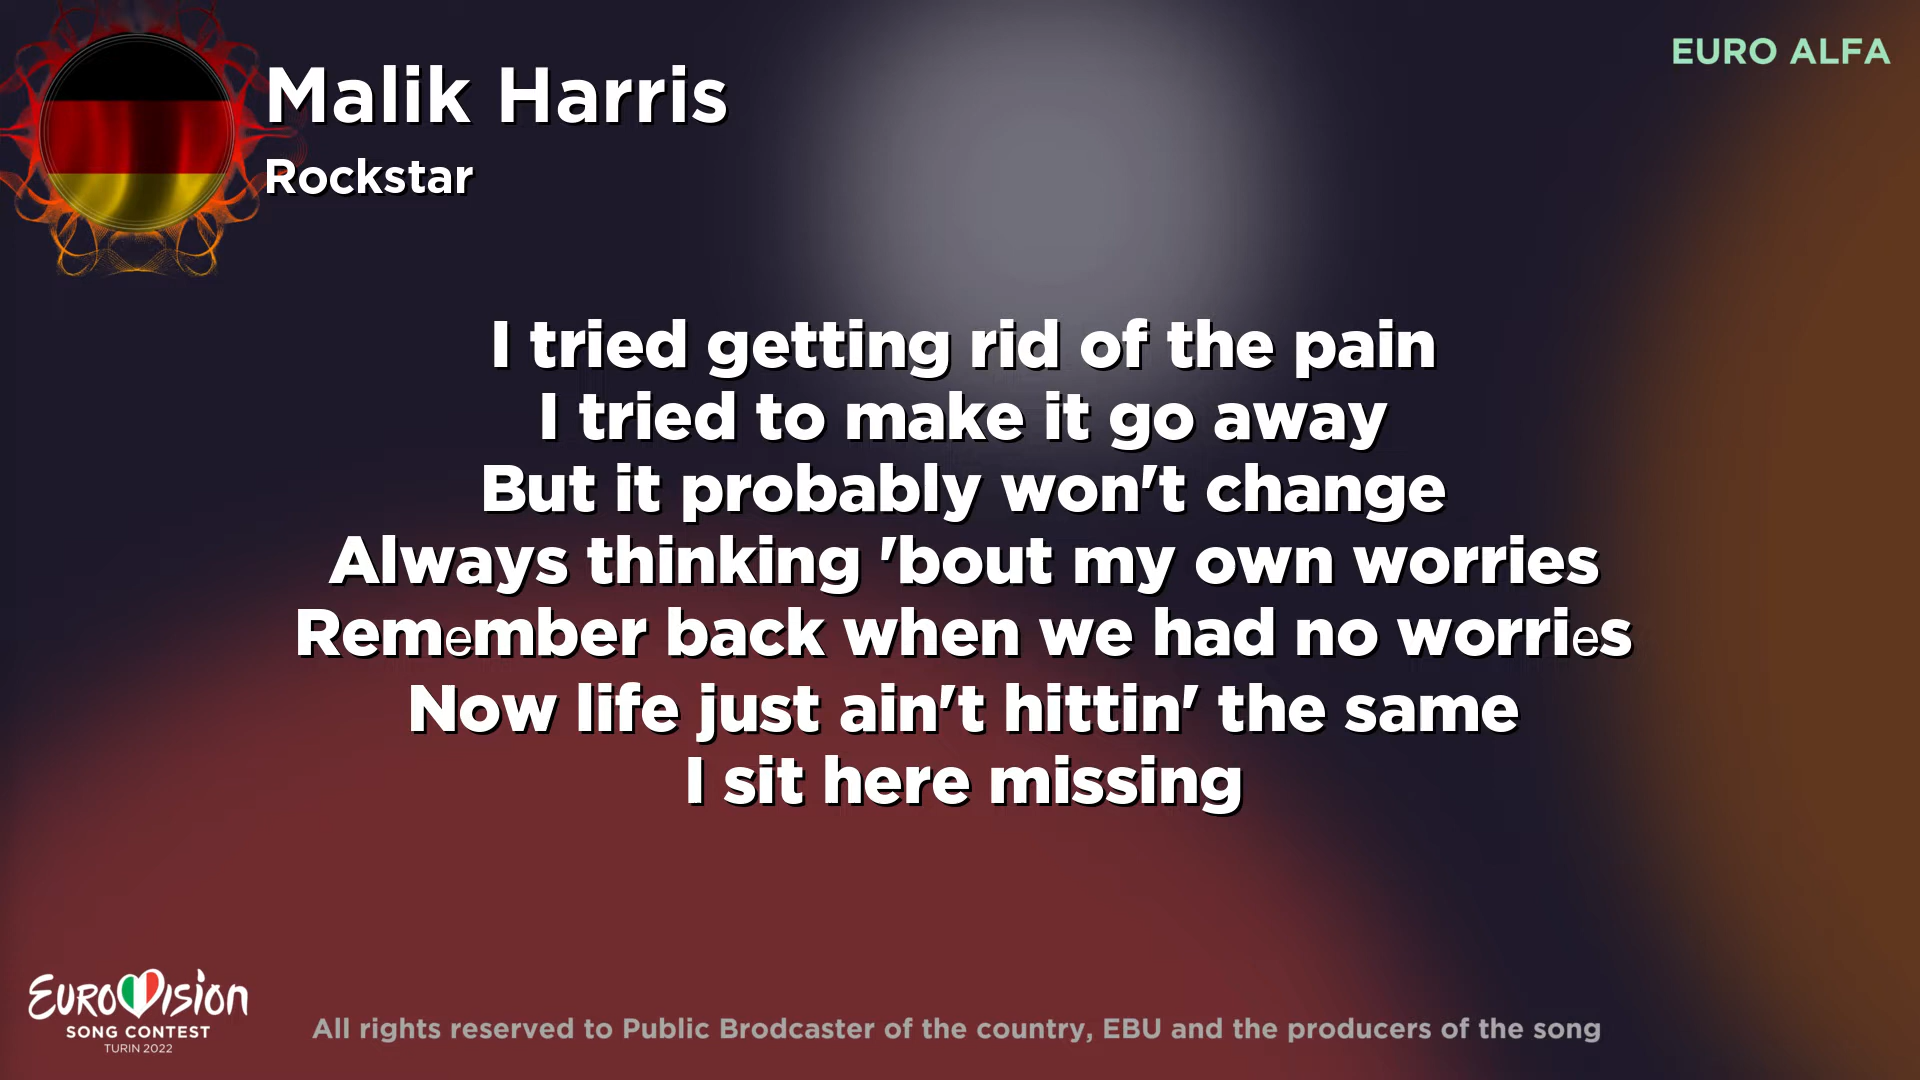 Malik Harris
Rockstar
EURO ALFA
I tried getting rid of the pain
I tried to make it go away
But it probably won't change
Always thinking 'bout my own worries
Remеmber back when we had no worriеs
Now life just ain't hittin' the same
I sit here missing
EUROVISION
SONG CONTEST
TURIN 2022
All rights reserved to Public Brodcaster of the country, EBU and the producers of the song